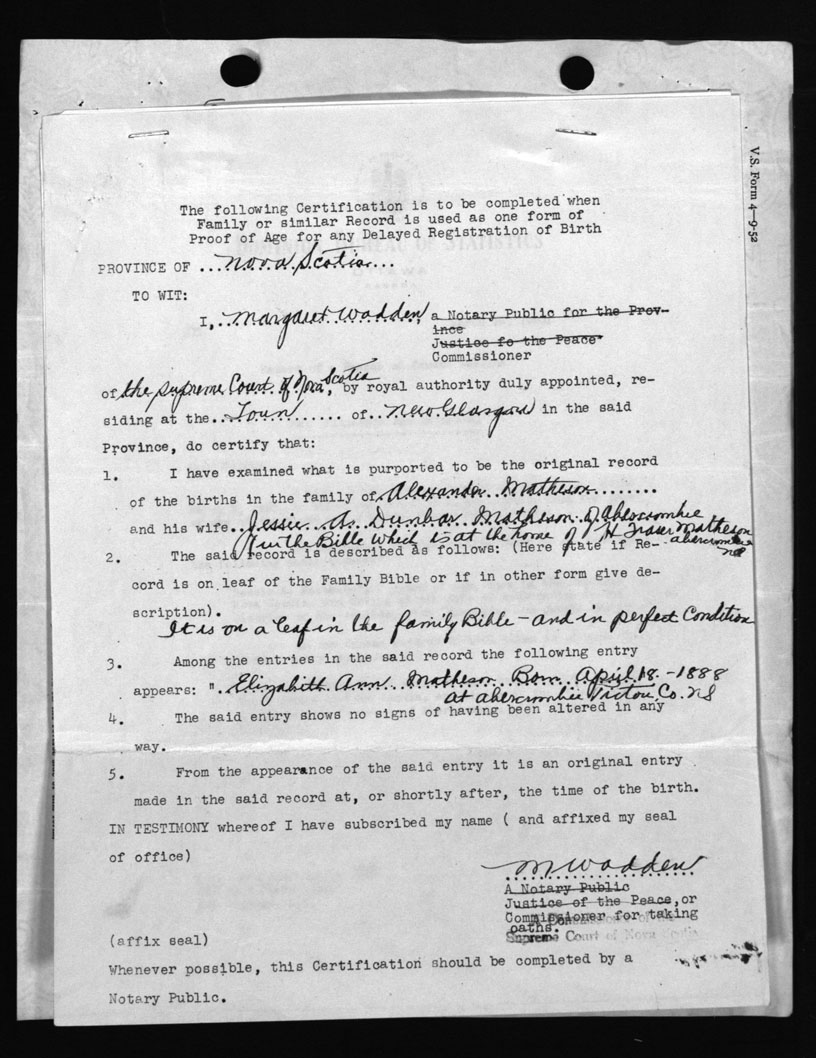 V.S. Form 4—9-52
The following Certification is to be completed when
Family or similar Record is used as one form of
Proof of Age for any Delayed Registration of Birth
PROVINCE OF ...Nova Scotia...
TO WIT:
I, Margaret Wadden, a Notary Public for the Prov-
ince
Justice fo the Peace
Commissioner
of the Supreme Court of Nova Scotia, by royal authority duly appointed, re-
siding at the..Town....... of..New Glasgow in the said
Province, do certify that:
1. I have examined what is purported to be the original record
of the births in the family of Alexander Matheson........
and his wife..Jessie A. Dunbar Matheson of Abercrombie
in the Bible which is at the home of H Fraser Matheson
Abercrombie
NS
2. The said record is described as follows: (Here state if Re-
cord is on leaf of the Family Bible or if in other form give de-
scription).
It is on a leaf in the family Bible – and in perfect Condition
3. Among the entries in the said record the following entry
appears: "..Elizabeth Ann Matheson Born April 18 - 1888
at Abercrombie Pictou Co. NS
4. The said entry shows no signs of having been altered in any
way.
5. From the appearance of the said entry it is an original entry
made in the said record at, or shortly after, the time of the birth.
IN TESTIMONY whereof I have subscribed my name ( and affixed my seal
of office)
M Wadden
A Notary Public
Justice of the Peace, or
Commissioner for taking
oaths.
Supreme Court of Nova Scotia
(affix seal)
Whenever possible, this Certification should be completed by a
Notary Public.